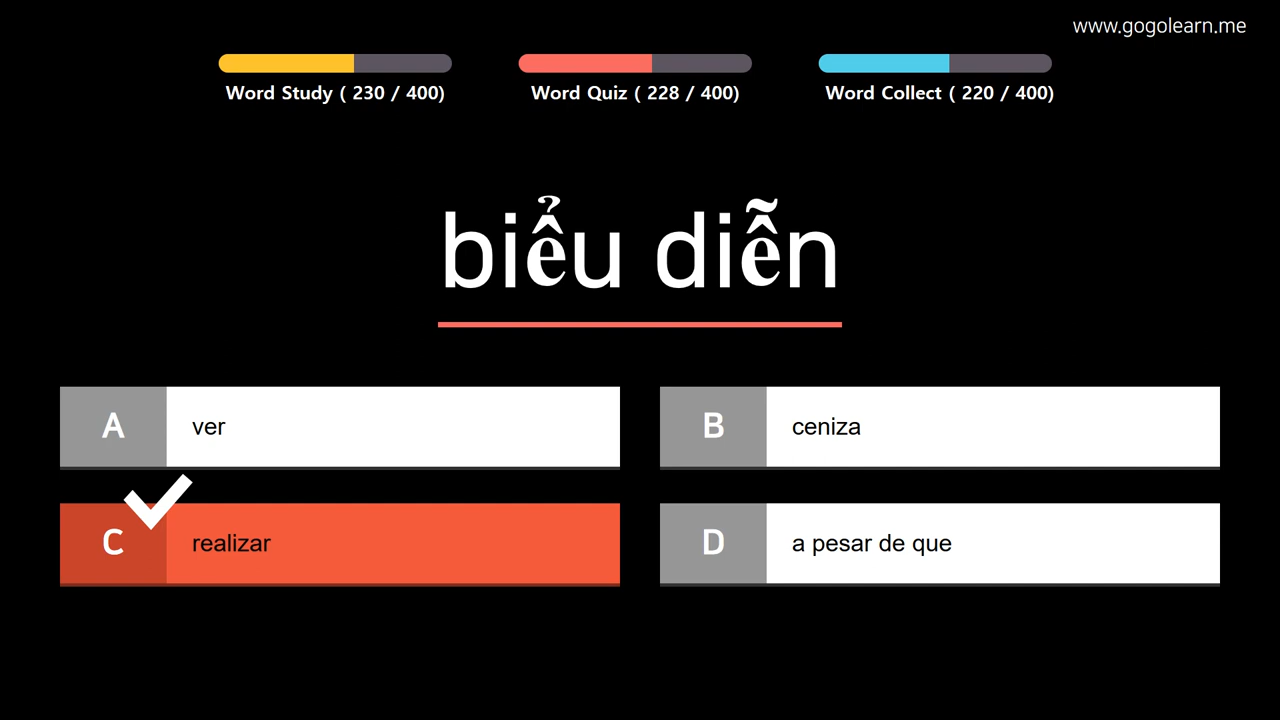 www.gogolearn.me
Word Study ( 230 / 400)
Word Quiz ( 228 / 400)
Word Collect ( 220 / 400)
biểu diễn
A ver
B ceniza
C realizar
D a pesar de que